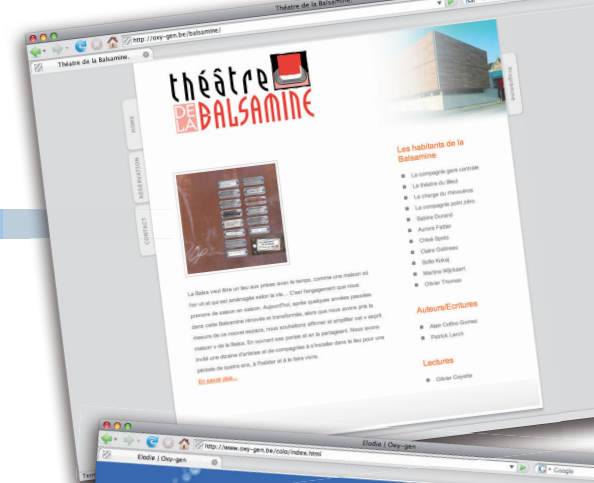 Théatre de la Balsamine.
http://oxy-gen.be/balsamine/
Théatre de la Balsamine.
théâtre
DE LA BALSAMINE
HOME
RESERVATION
CONTACT
Programme
La Balsa veut être un lieu aux prises avec le temps, comme une maison où
l'on vit et qui est aménagée selon la vie... C'est l'engagement que nous
prenons de saison en saison. Aujourd'hui, après quelques années passées
dans cette Balsamine rénovée et transformée, alors que nous avons pris la
mesure de ce nouvel espace, nous souhaitons affirmer et amplifier cet « esprit
maison » de la Balsa. En ouvrant ses portes et en la partageant. Nous avons
invité une dizaine d'artistes et de compagnies à s'installer dans le lieu pour une
période de quatre ans, à l'habiter et à le faire vivre.
En savoir plus...
Les habitants de la
Balsamine
La compagnie gare centrale
Le théatre du tilleul
La charge du rhinocéros
La compagnie point zéro
Sabine Durand
Aurore Fattier
Chloé Spoto
Claire Gatineau
Sofie Kokaj
Martine Wijckaert
Olivier Thomas
Auteurs/Ecritures
Alain Cofino Gomez
Patrick Lerch
Lectures
Olivier Coyette
Term
Elodie | Oxy-gen
http://www.oxy-gen.be/cola/index.html
Elodie | Oxy-gen
Google